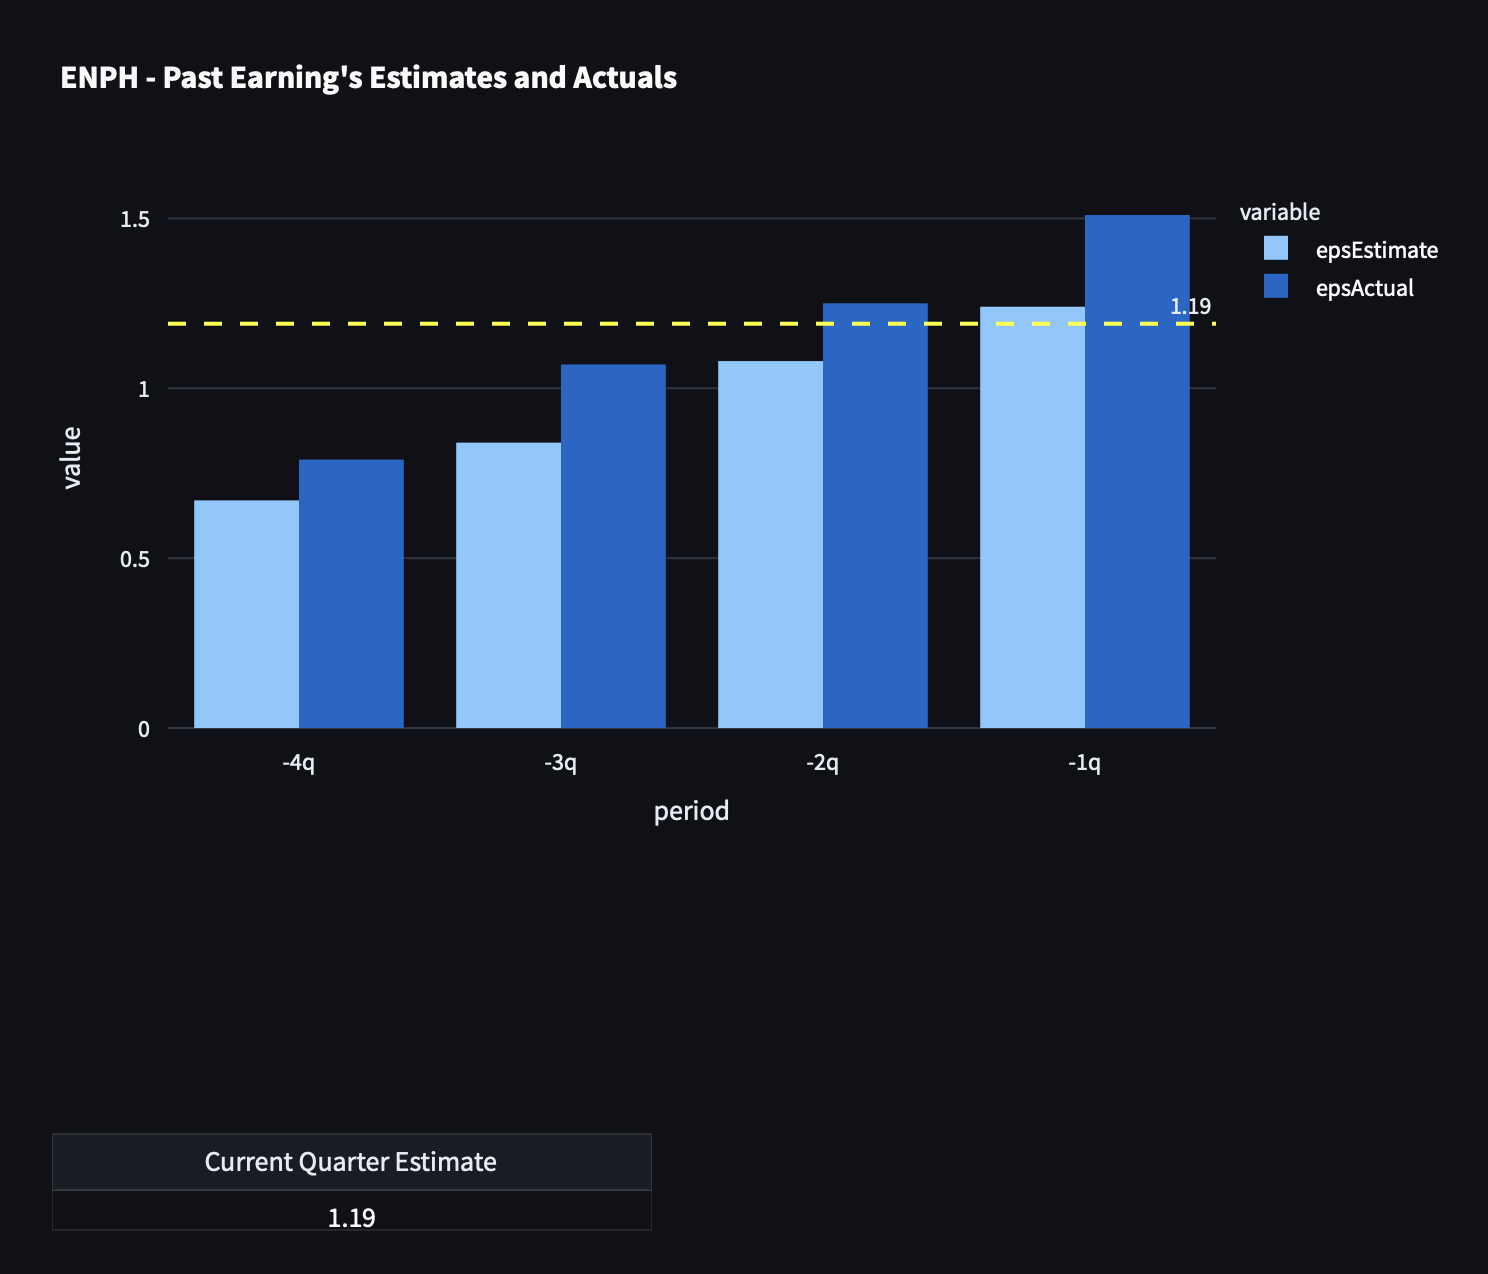 ENPH - Past Earning's Estimates and Actuals
variable
epsEstimate
epsActual
1.5
1
0.5
0
1.19
value
-4q
-3q
-2q
-1q
period
Current Quarter Estimate
1.19